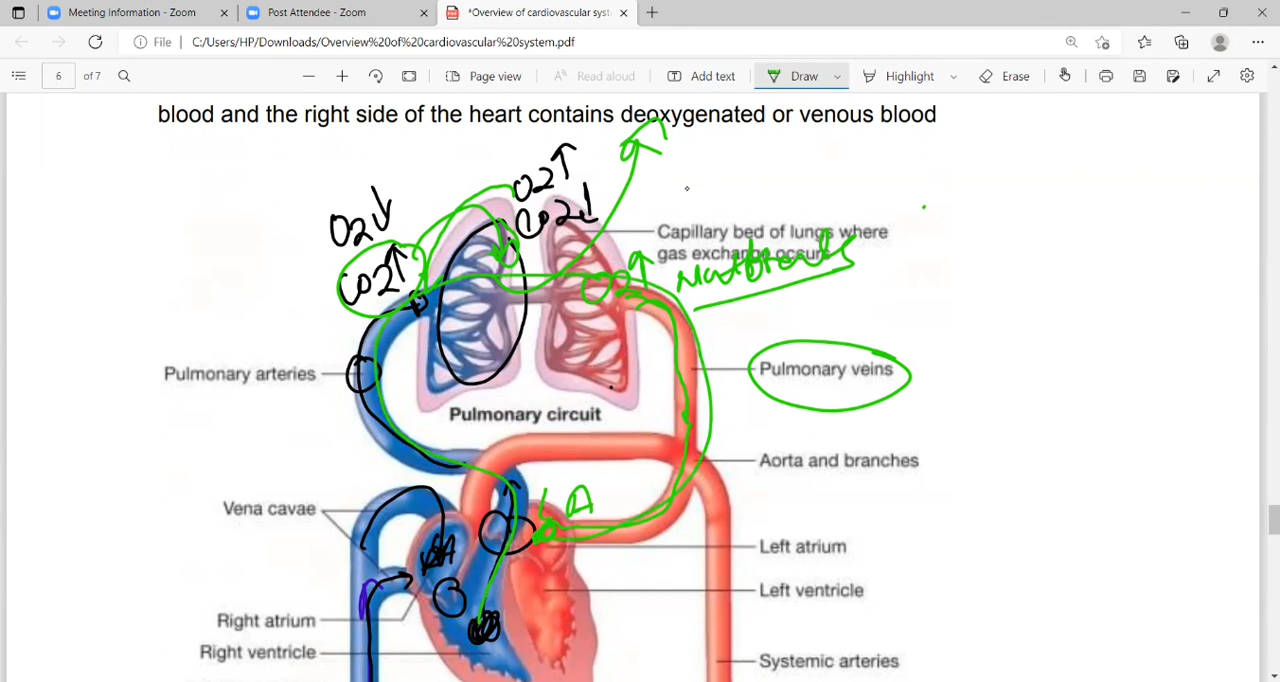 Meeting Information - Zoom
Post Attendee - Zoom
*Overview of cardiovascular syst
File
C:/Users/HP/Downloads/Overview%20of%20cardiovascular%20system.pdf
6 of 7
Page view
Read aloud
Add text
Draw
Highlight
Erase
blood and the right side of the heart contains deoxygenated or venous blood
O2↑
CO2↓
O2↓
CO2↑
Capillary bed of lungs where
gas exchange occurs
O2↑
Pulmonary arteries
Pulmonary veins
Pulmonary circuit
Aorta and branches
Vena cavae
LA
Left atrium
Left ventricle
Right atrium
Right ventricle
Systemic arteries